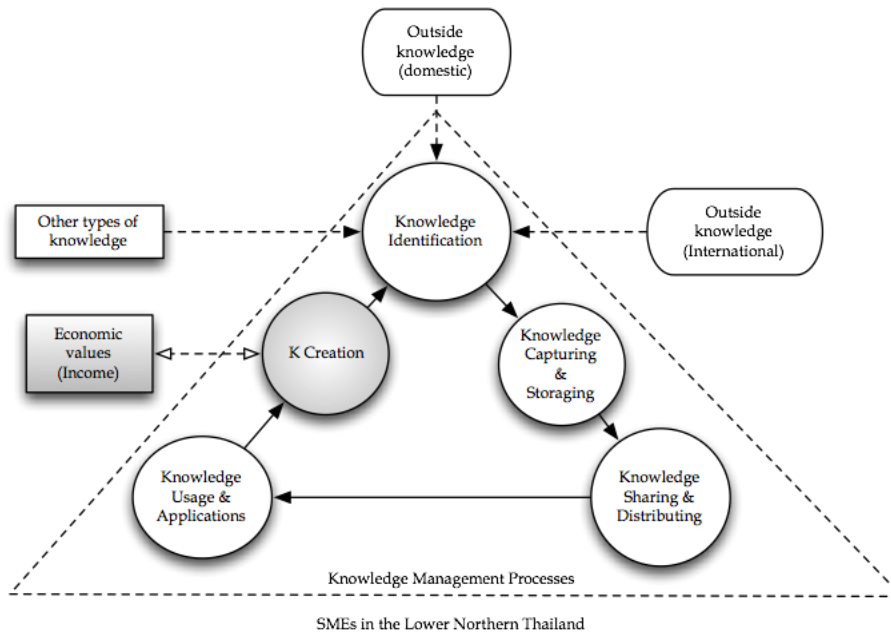 Outside
knowledge
(domestic)
Other types of
knowledge
Knowledge
Identification
Outside
knowledge
(International)
Economic
values
(Income)
K Creation
Knowledge
Capturing
&
Storaging
Knowledge
Usage &
Applications
Knowledge
Sharing &
Distributing
Knowledge Management Processes
SMEs in the Lower Northern Thailand